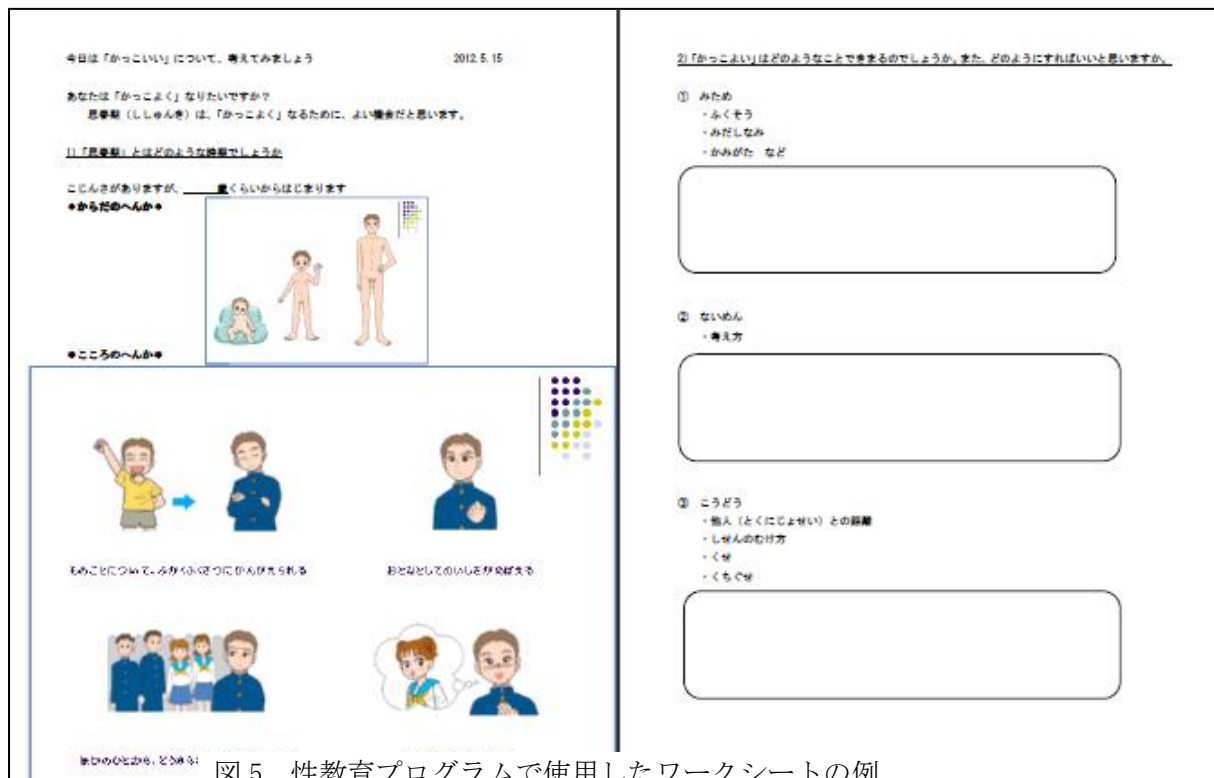 今日は「かっこいい」について、考えてみましょう 2012.5.15
あなたは「かっこよく」なりたいですか？
思春期（ししゅんき）は、「かっこよく」なるために、よい機会だと思います。
1)「思春期」とはどのような時期でしょうか
こじんさがありますが、＿＿＿歳くらいからはじまります
＊からだのへんか＊
＊こころのへんか＊
ものごとについて、ふかくふくざつにかんがえられる
おとなとしてのいしきがめばえる
ほかのひとから、どうみら
2)「かっこよい」はどのようなことできまるのでしょうか。また、どのようにすればいいと思いますか。
① みため
・ふくそう
・みだしなみ
・かみがた など
② ないめん
・考え方
③ こうどう
・他人（とくにじょせい）との距離
・しせんのむけ方
・くせ
・くちぐせ
図5 性教育プログラムで使用したワークシートの例